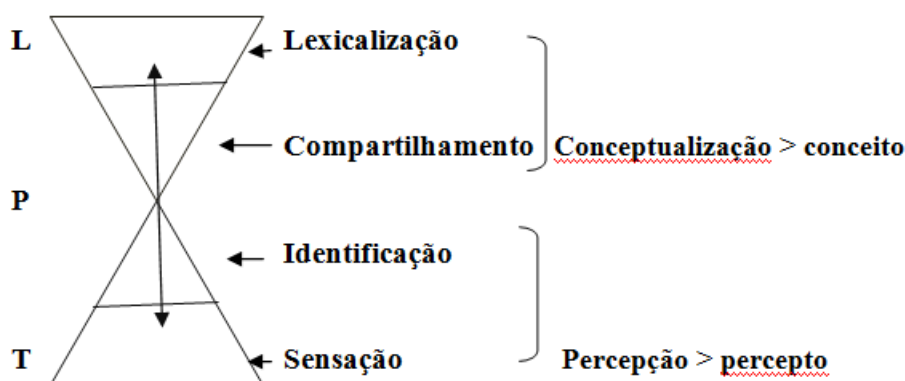 L Lexicalização
Compartilhamento Conceptualização > conceito
P
Identificação
T Sensação Percepção > percepto